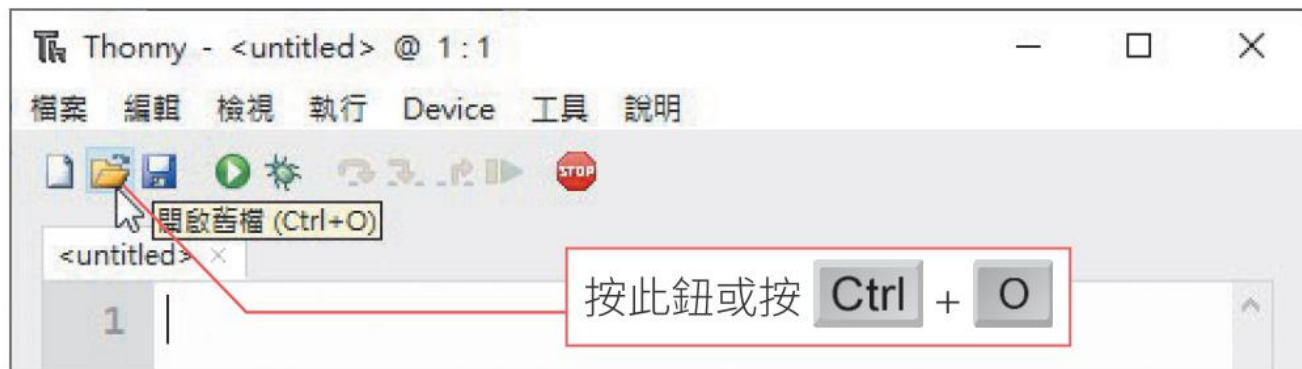 Thonny - <untitled> @ 1 : 1
檔案 編輯 檢視 執行 Device 工具 說明
STOP
開啟舊檔 (Ctrl+O)
<untitled> ×
按此鈕或按 Ctrl + O
1